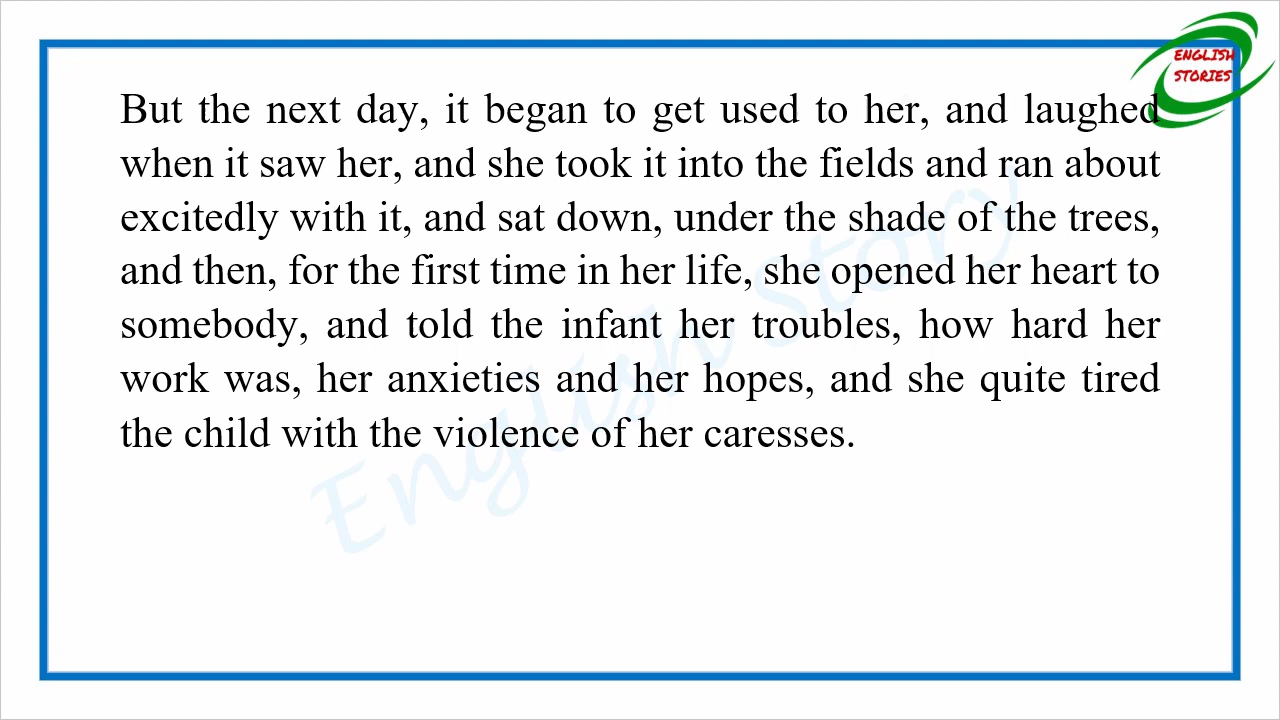 ENGLISH
STORIES
But the next day, it began to get used to her, and laughed
when it saw her, and she took it into the fields and ran about
excitedly with it, and sat down, under the shade of the trees,
and then, for the first time in her life, she opened her heart to
somebody, and told the infant her troubles, how hard her
work was, her anxieties and her hopes, and she quite tired
the child with the violence of her caresses.
English Story